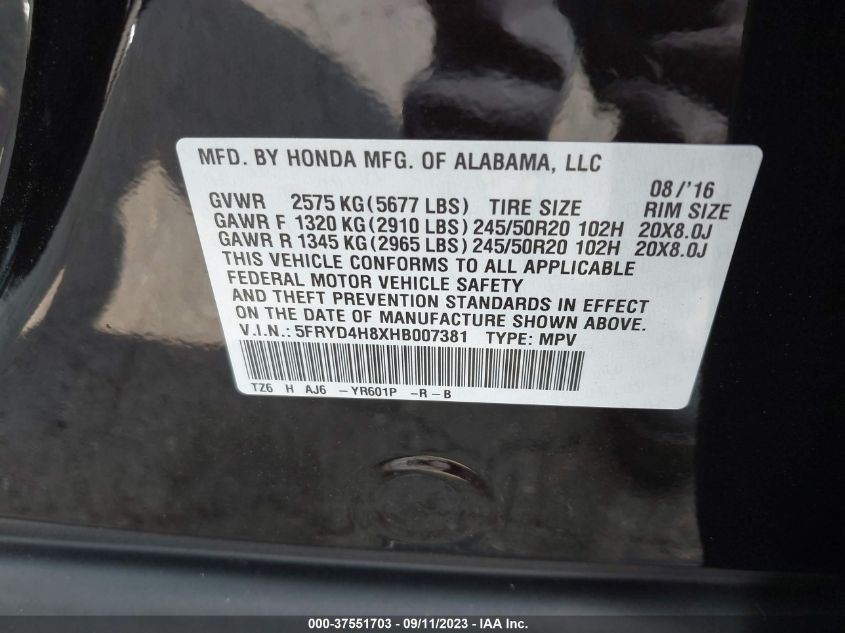 MFD. BY HONDA MFG. OF ALABAMA, LLC
08/'16
GVWR 2575 KG(5677 LBS) TIRE SIZE RIM SIZE
GAWR F 1320 KG(2910 LBS)245/50R20 102H 20X8.0J
GAWR R 1345 KG(2965 LBS)245/50R20 102H 20X8.0J
THIS VEHICLE CONFORMS TO ALL APPLICABLE
FEDERAL MOTOR VEHICLE SAFETY
AND THEFT PREVENTION STANDARDS IN EFFECT
ON THE DATE OF MANUFACTURE SHOWN ABOVE.
V.I.N.: 5FRYD4H8XHB007381 TYPE: MPV
TZ6 H AJ6 -YR601P -R-B
000-37551703 - 09/11/2023 - IAA Inc.